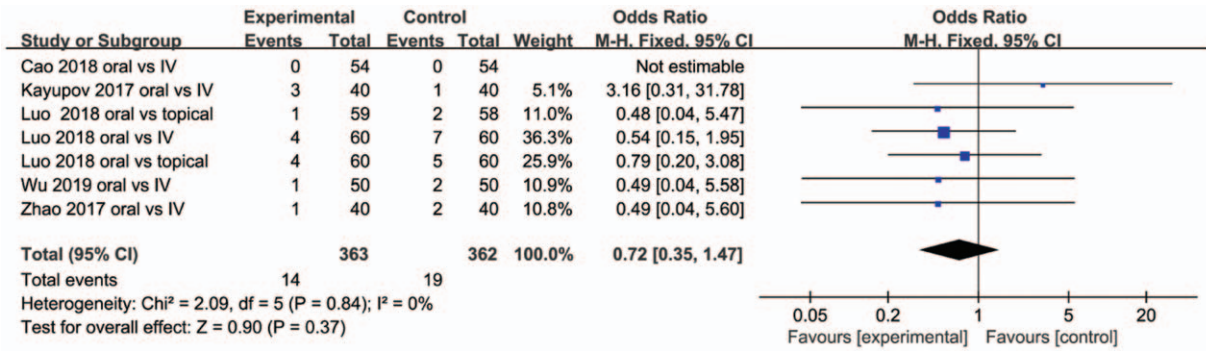 Experimental Control Odds Ratio Odds Ratio
Study or Subgroup Events Total Events Total Weight M-H, Fixed, 95% CI M-H, Fixed, 95% CI
Cao 2018 oral vs IV 0 54 0 54 Not estimable
Kayupov 2017 oral vs IV 3 40 1 40 5.1% 3.16 [0.31, 31.78]
Luo 2018 oral vs topical 1 59 2 58 11.0% 0.48 [0.04, 5.47]
Luo 2018 oral vs IV 4 60 7 60 36.3% 0.54 [0.15, 1.95]
Luo 2018 oral vs topical 4 60 5 60 25.9% 0.79 [0.20, 3.08]
Wu 2019 oral vs IV 1 50 2 50 10.9% 0.49 [0.04, 5.58]
Zhao 2017 oral vs IV 1 40 2 40 10.8% 0.49 [0.04, 5.60]
Total (95% CI) 363 362 100.0% 0.72 [0.35, 1.47]
Total events 14 19
Heterogeneity: Chi² = 2.09, df = 5 (P = 0.84); I² = 0%
Test for overall effect: Z = 0.90 (P = 0.37)
0.05 0.2 1 5 20
Favours [experimental] Favours [control]